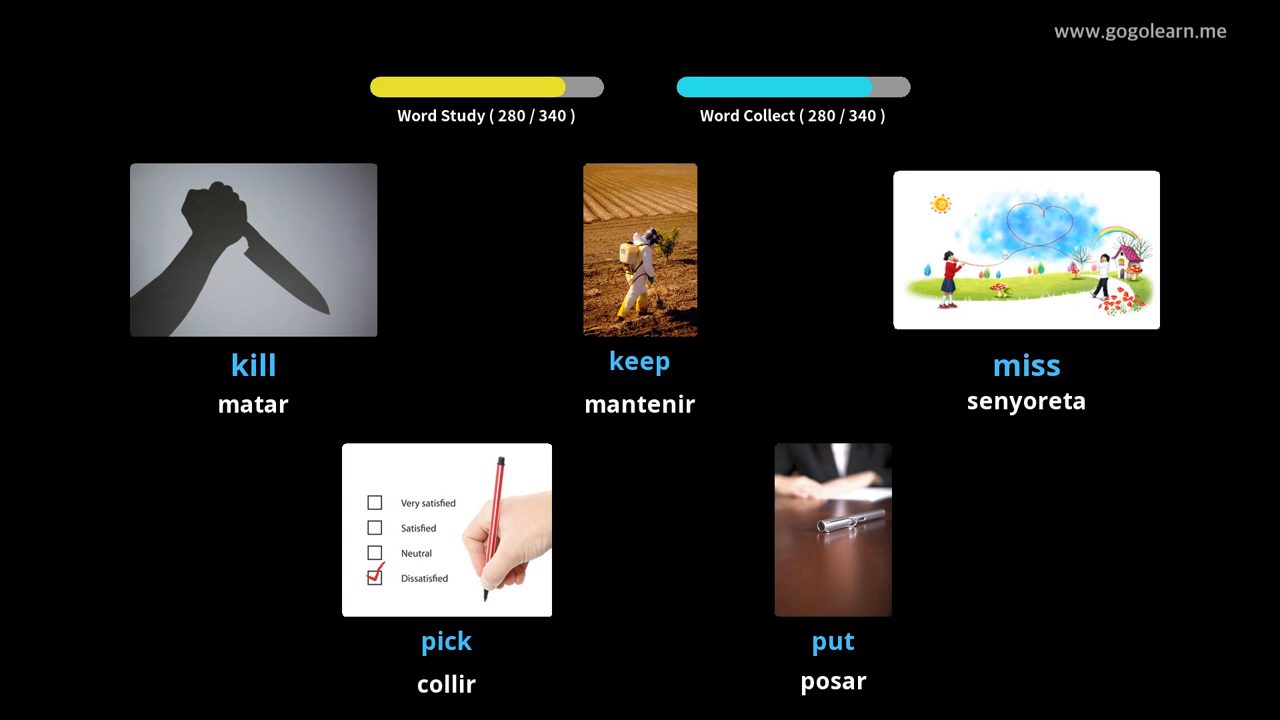 www.gogolearn.me
Word Study ( 280 / 340 )
Word Collect ( 280 / 340 )
kill
matar
keep
mantenir
miss
senyoreta
Very satisfied
Satisfied
Neutral
Dissatisfied
pick
collir
put
posar